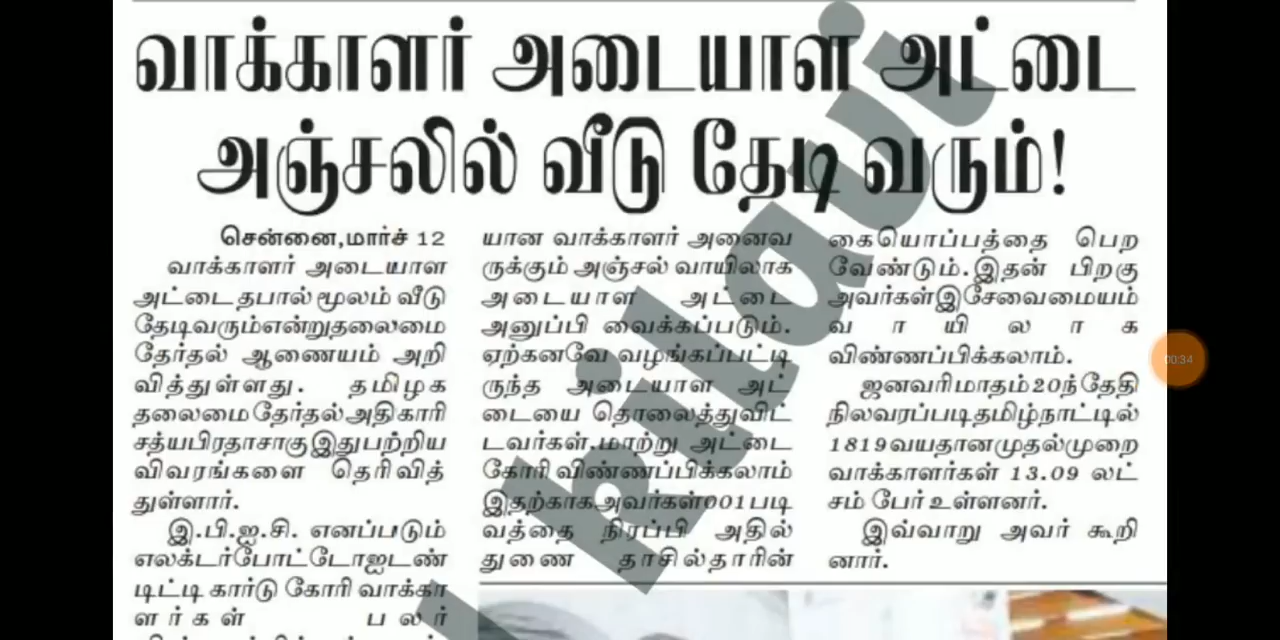 வாக்காளர் அடையாள அட்டை
அஞ்சலில் வீடு தேடி வரும்!
சென்னை,மார்ச் 12
வாக்காளர் அடையாள
அட்டைதபால்மூலம் வீடு
தேடிவரும்என்றுதலைமை
தேர்தல் ஆணையம் அறி
வித்துள்ளது. தமிழக
தலைமைதேர்தல்அதிகாரி
சத்யபிரதாசாகுஇதுபற்றிய
விவரங்களை தெரிவித்
துள்ளார்.
இ.பி.ஐ.சி. எனப்படும்
எலக்டர்போட்டோஐடண்
டிட்டி கார்டு கோரி வாக்கா
ளர்கள் பலர்
யான வாக்காளர் அனைவ
ருக்கும் அஞ்சல் வாயிலாக
அடையாள அட்டை
அனுப்பி வைக்கப்படும்.
ஏற்கனவே வழங்கப்பட்டி
ருந்த அடையாள அட்
டையை தொலைத்துவிட்
டவர்கள்,மாற்று அட்டை
கோரி விண்ணப்பிக்கலாம்
இதற்காகஅவர்கள்001படி
வத்தை நிரப்பி அதில்
துணை தாசில்தாரின்
கையொப்பத்தை பெற
வேண்டும்.இதன் பிறகு
அவர்கள்இசேவைமையம்
வாயிலாக
விண்ணப்பிக்கலாம்.
ஜனவரிமாதம்20ந்தேதி
நிலவரப்படிதமிழ்நாட்டில்
1819வயதானமுதல்முறை
வாக்காளர்கள் 13.09 லட்
சம் பேர் உள்ளனர்.
இவ்வாறு அவர் கூறி
னார்.
00:34